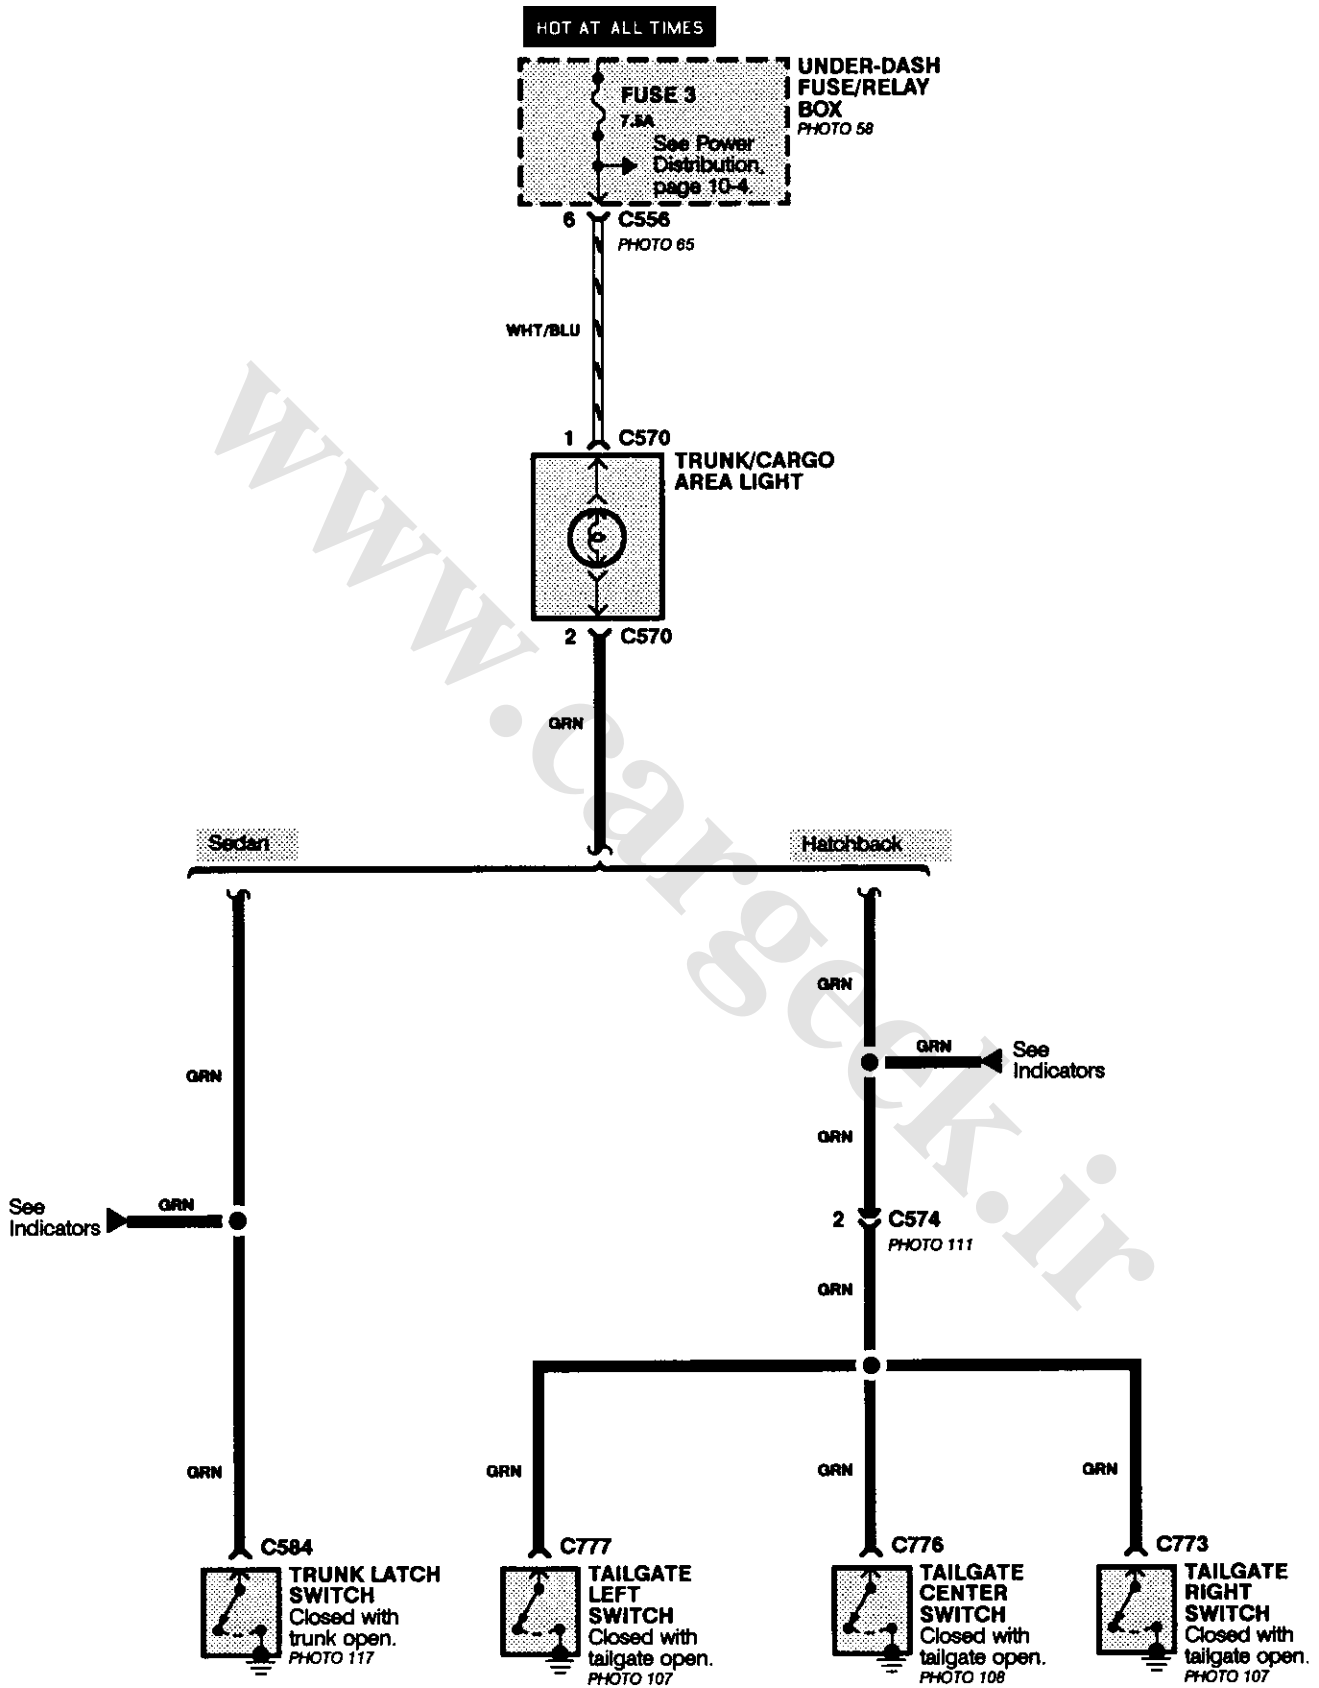 HOT AT ALL TIMES
UNDER-DASH
FUSE/RELAY
BOX
PHOTO 58
FUSE 3
7.5A
See Power
Distribution,
page 10-4.
6 C556
PHOTO 65
WHT/BLU
1 C570
TRUNK/CARGO
AREA LIGHT
2 C570
GRN
Sedan
Hatchback
GRN
GRN
See
Indicators
GRN
GRN
See
Indicators
GRN
2 C574
PHOTO 111
GRN
GRN
GRN
GRN
GRN
C584
TRUNK LATCH
SWITCH
Closed with
trunk open.
PHOTO 117
C777
TAILGATE
LEFT
SWITCH
Closed with
tailgate open.
PHOTO 107
C776
TAILGATE
CENTER
SWITCH
Closed with
tailgate open.
PHOTO 108
C773
TAILGATE
RIGHT
SWITCH
Closed with
tailgate open.
PHOTO 107
www.cargeek.ir